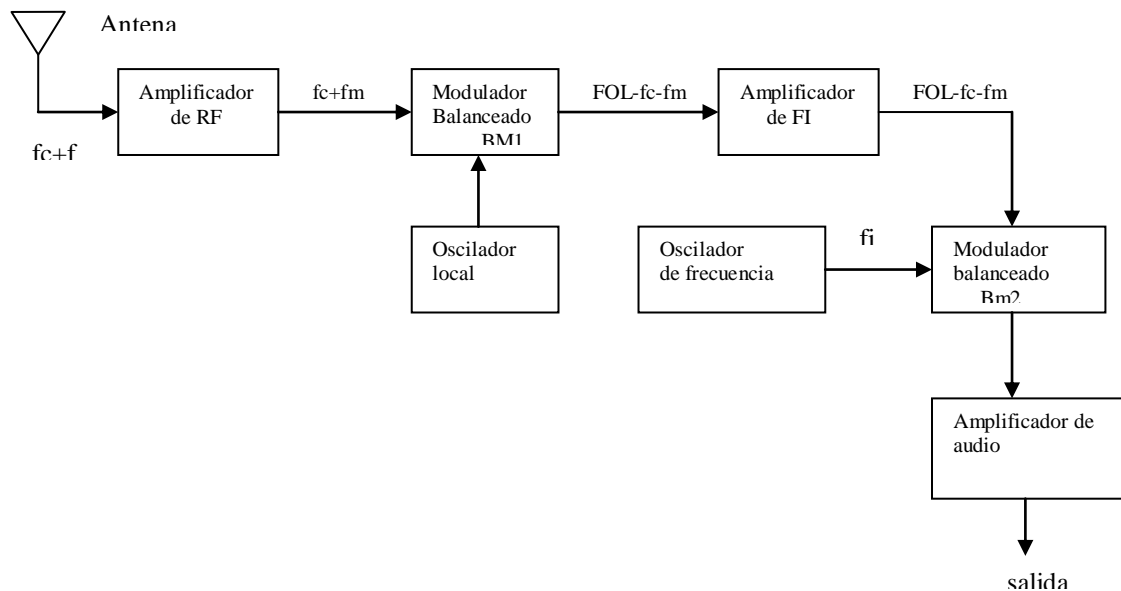 Antena
Amplificador
de RF
fc+fm
Modulador
Balanceado
BM1
FOL-fc-fm
Amplificador
de FI
FOL-fc-fm
fc+f
Oscilador
local
Oscilador
de frecuencia
fi
Modulador
balanceado
Bm2
Amplificador de
audio
salida